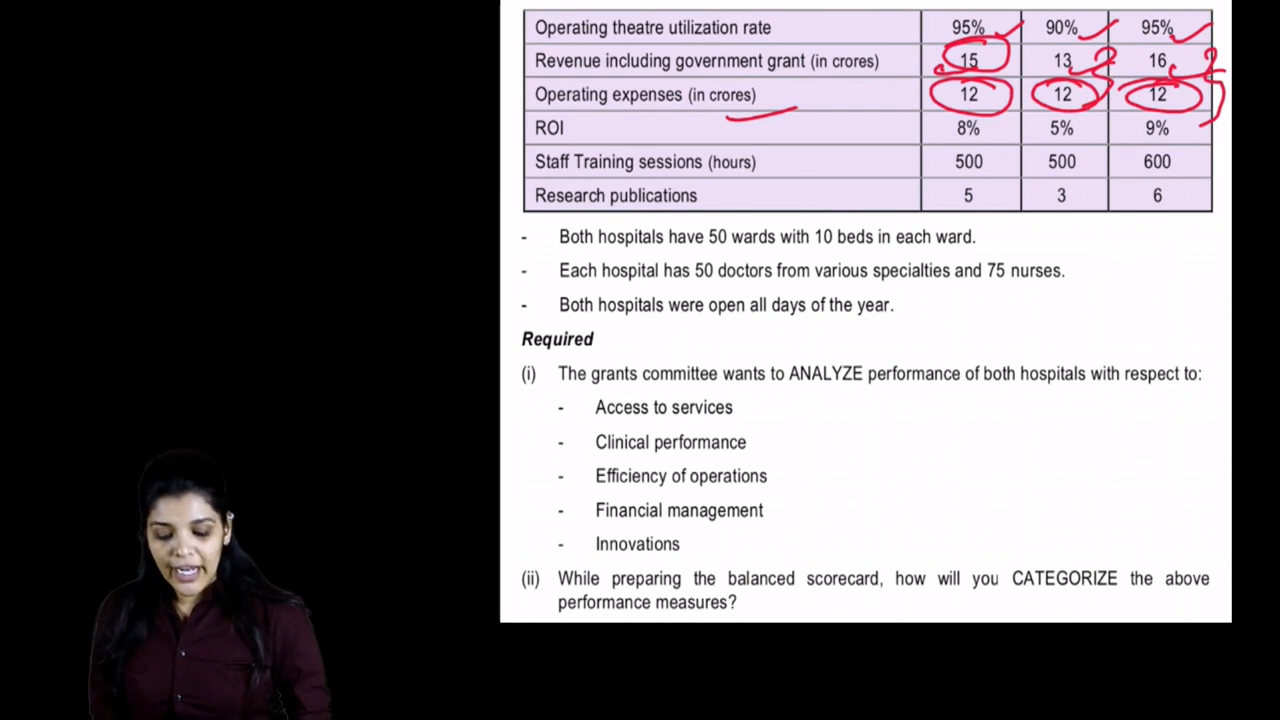 Operating theatre utilization rate 95% 90% 95%
Revenue including government grant (in crores) 15 13 16
Operating expenses (in crores) 12 12 12
ROI 8% 5% 9%
Staff Training sessions (hours) 500 500 600
Research publications 5 3 6
- Both hospitals have 50 wards with 10 beds in each ward.
- Each hospital has 50 doctors from various specialties and 75 nurses.
- Both hospitals were open all days of the year.
Required
(i) The grants committee wants to ANALYZE performance of both hospitals with respect to:
- Access to services
- Clinical performance
- Efficiency of operations
- Financial management
- Innovations
(ii) While preparing the balanced scorecard, how will you CATEGORIZE the above
performance measures?